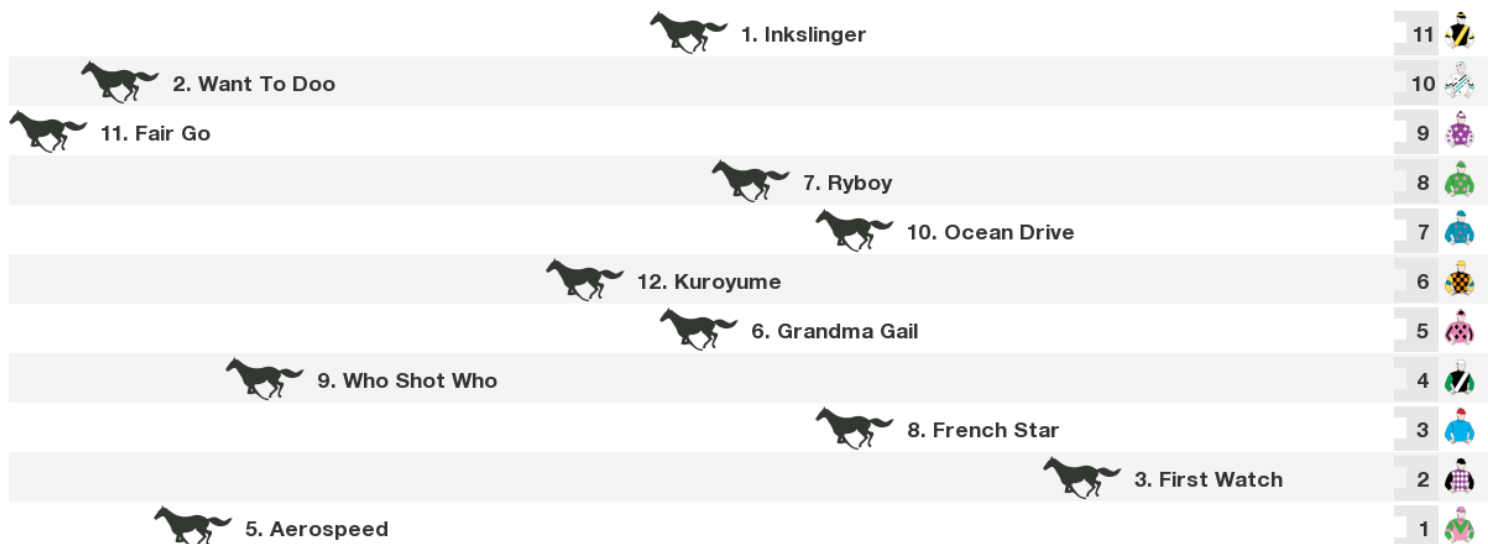 1. Inkslinger 11
2. Want To Doo 10
11. Fair Go 9
7. Ryboy 8
10. Ocean Drive 7
12. Kuroyume 6
6. Grandma Gail 5
9. Who Shot Who 4
8. French Star 3
3. First Watch 2
5. Aerospeed 1